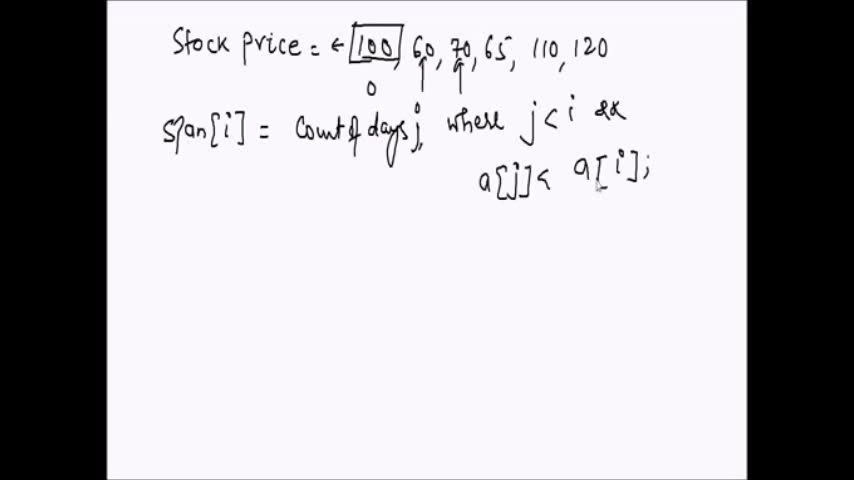 Stock price = ← 100, 60, 70, 65, 110, 120
0
span[i] = Count of days j, where j < i &&
a[j] < a[i];